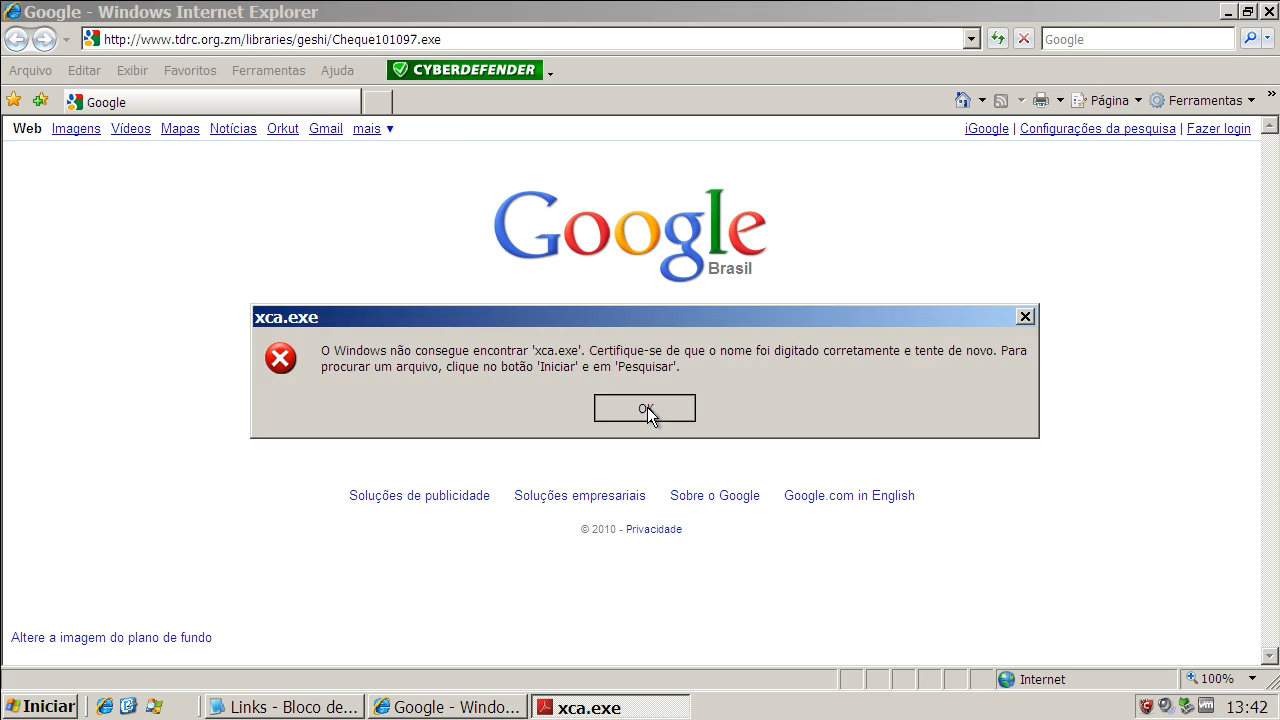 Google - Windows Internet Explorer
http://www.tdrc.org.zm/libraries/geshi/Cheque101097.exe
Google
Arquivo Editar Exibir Favoritos Ferramentas Ajuda
CYBERDEFENDER
Google
Página Ferramentas »
Web Imagens Vídeos Mapas Notícias Orkut Gmail mais ▼
iGoogle | Configurações da pesquisa | Fazer login
Google
Brasil
xca.exe
O Windows não consegue encontrar 'xca.exe'. Certifique-se de que o nome foi digitado corretamente e tente de novo. Para
procurar um arquivo, clique no botão 'Iniciar' e em 'Pesquisar'.
OK
Soluções de publicidade Soluções empresariais Sobre o Google Google.com in English
© 2010 - Privacidade
Altere a imagem do plano de fundo
Internet 100%
Iniciar Links - Bloco de... Google - Windo... xca.exe 13:42